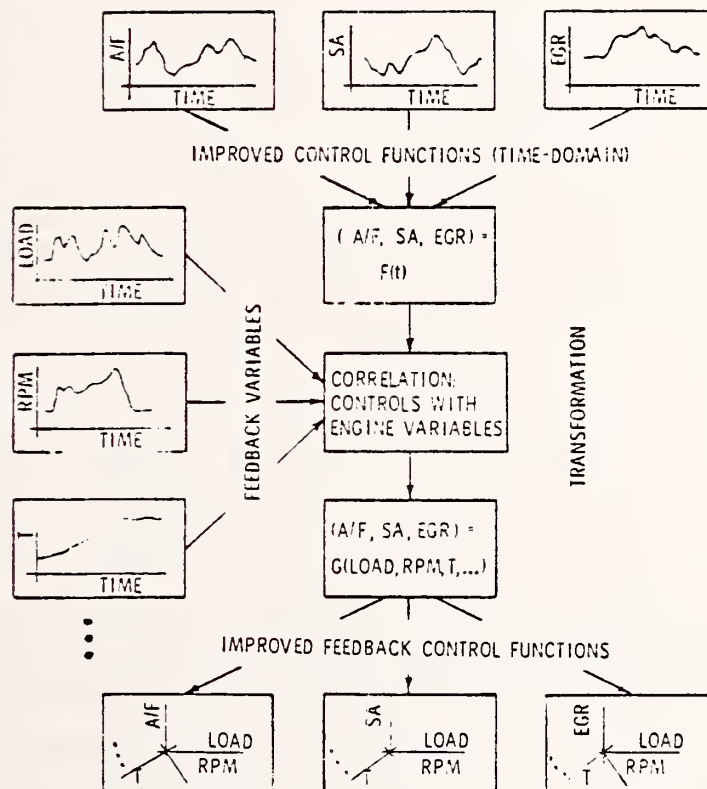 A/F
TIME
SA
TIME
EGR
TIME
IMPROVED CONTROL FUNCTIONS (TIME-DOMAIN)
LOAD
TIME
RPM
TIME
T
TIME
FEEDBACK VARIABLES
(A/F, SA, EGR) =
F(t)
CORRELATION:
CONTROLS WITH
ENGINE VARIABLES
(A/F, SA, EGR) =
G(LOAD, RPM, T, ...)
TRANSFORMATION
IMPROVED FEEDBACK CONTROL FUNCTIONS
A/F
LOAD
RPM
T
SA
LOAD
RPM
T
EGR
LOAD
RPM
T